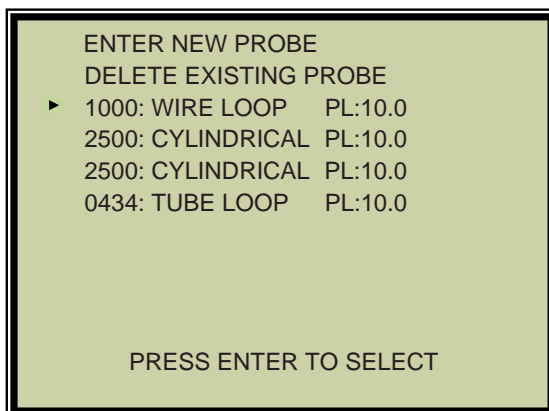 ENTER NEW PROBE
DELETE EXISTING PROBE
1000: WIRE LOOP PL:10.0
2500: CYLINDRICAL PL:10.0
2500: CYLINDRICAL PL:10.0
0434: TUBE LOOP PL:10.0
PRESS ENTER TO SELECT